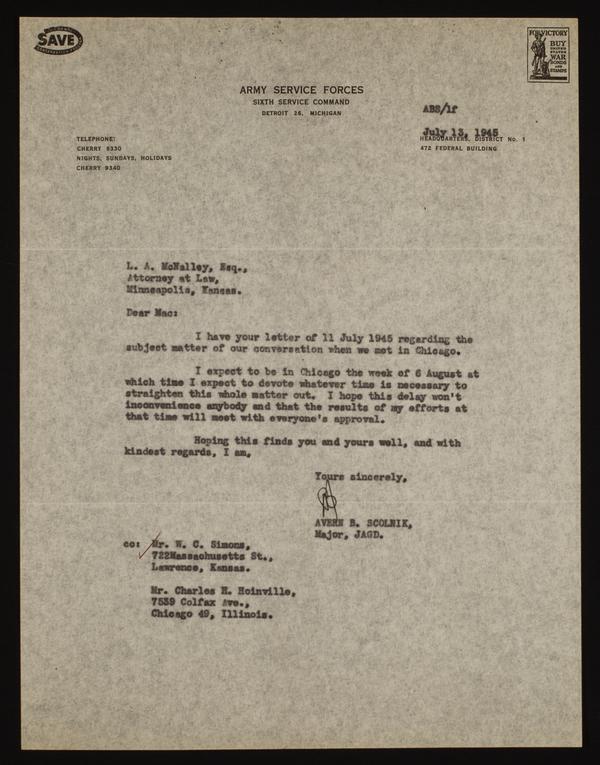 SAVE
FOR VICTORY
BUY
UNITED
STATES
WAR
BONDS
AND
STAMPS
ARMY SERVICE FORCES
SIXTH SERVICE COMMAND
DETROIT 26, MICHIGAN
ABS/lf
July 13, 1945
HEADQUARTERS, DISTRICT No. 1
472 FEDERAL BUILDING
TELEPHONE:
CHERRY 8330
NIGHTS, SUNDAYS, HOLIDAYS
CHERRY 9340
L. A. McNalley, Esq.,
Attorney at Law,
Minneapolis, Kansas.
Dear Mac:
I have your letter of 11 July 1945 regarding the
subject matter of our conversation when we met in Chicago.
I expect to be in Chicago the week of 6 August at
which time I expect to devote whatever time is necessary to
straighten this whole matter out. I hope this delay won't
inconvenience anybody and that the results of my efforts at
that time will meet with everyone's approval.
Hoping this finds you and yours well, and with
kindest regards, I am,
Yours sincerely,
AVERN B. SCOLNIK,
Major, JAGD.
cc: Mr. W. C. Simons,
722Massachusetts St.,
Lawrence, Kansas.
Mr. Charles H. Hoinville,
7539 Colfax Ave.,
Chicago 49, Illinois.